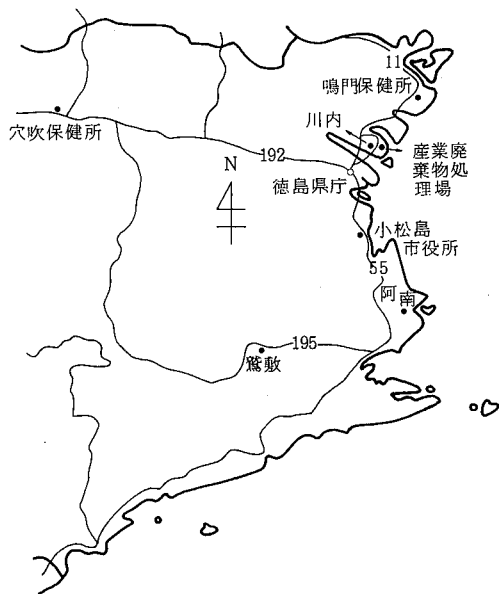 11
鳴門保健所
川内
穴吹保健所
192
産業廃
棄物処
理場
N
徳島県庁
小松島
市役所
55
阿南
195
鷲敷